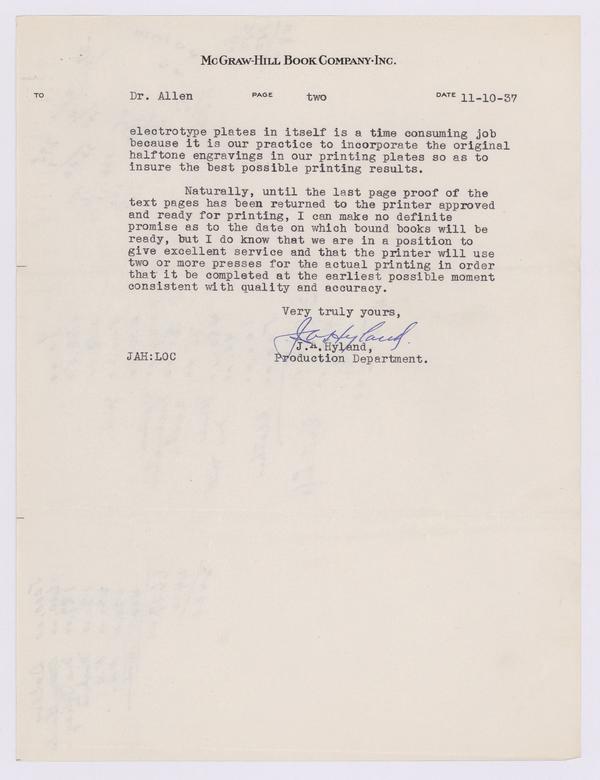 McGraw-Hill Book Company·Inc.
TO Dr. Allen PAGE two DATE 11-10-37
electrotype plates in itself is a time consuming job
because it is our practice to incorporate the original
halftone engravings in our printing plates so as to
insure the best possible printing results.
Naturally, until the last page proof of the
text pages has been returned to the printer approved
and ready for printing, I can make no definite
promise as to the date on which bound books will be
ready, but I do know that we are in a position to
give excellent service and that the printer will use
two or more presses for the actual printing in order
that it be completed at the earliest possible moment
consistent with quality and accuracy.
Very truly yours,
J A Hyland.
J.A.Hyland,
JAH:LOC Production Department.